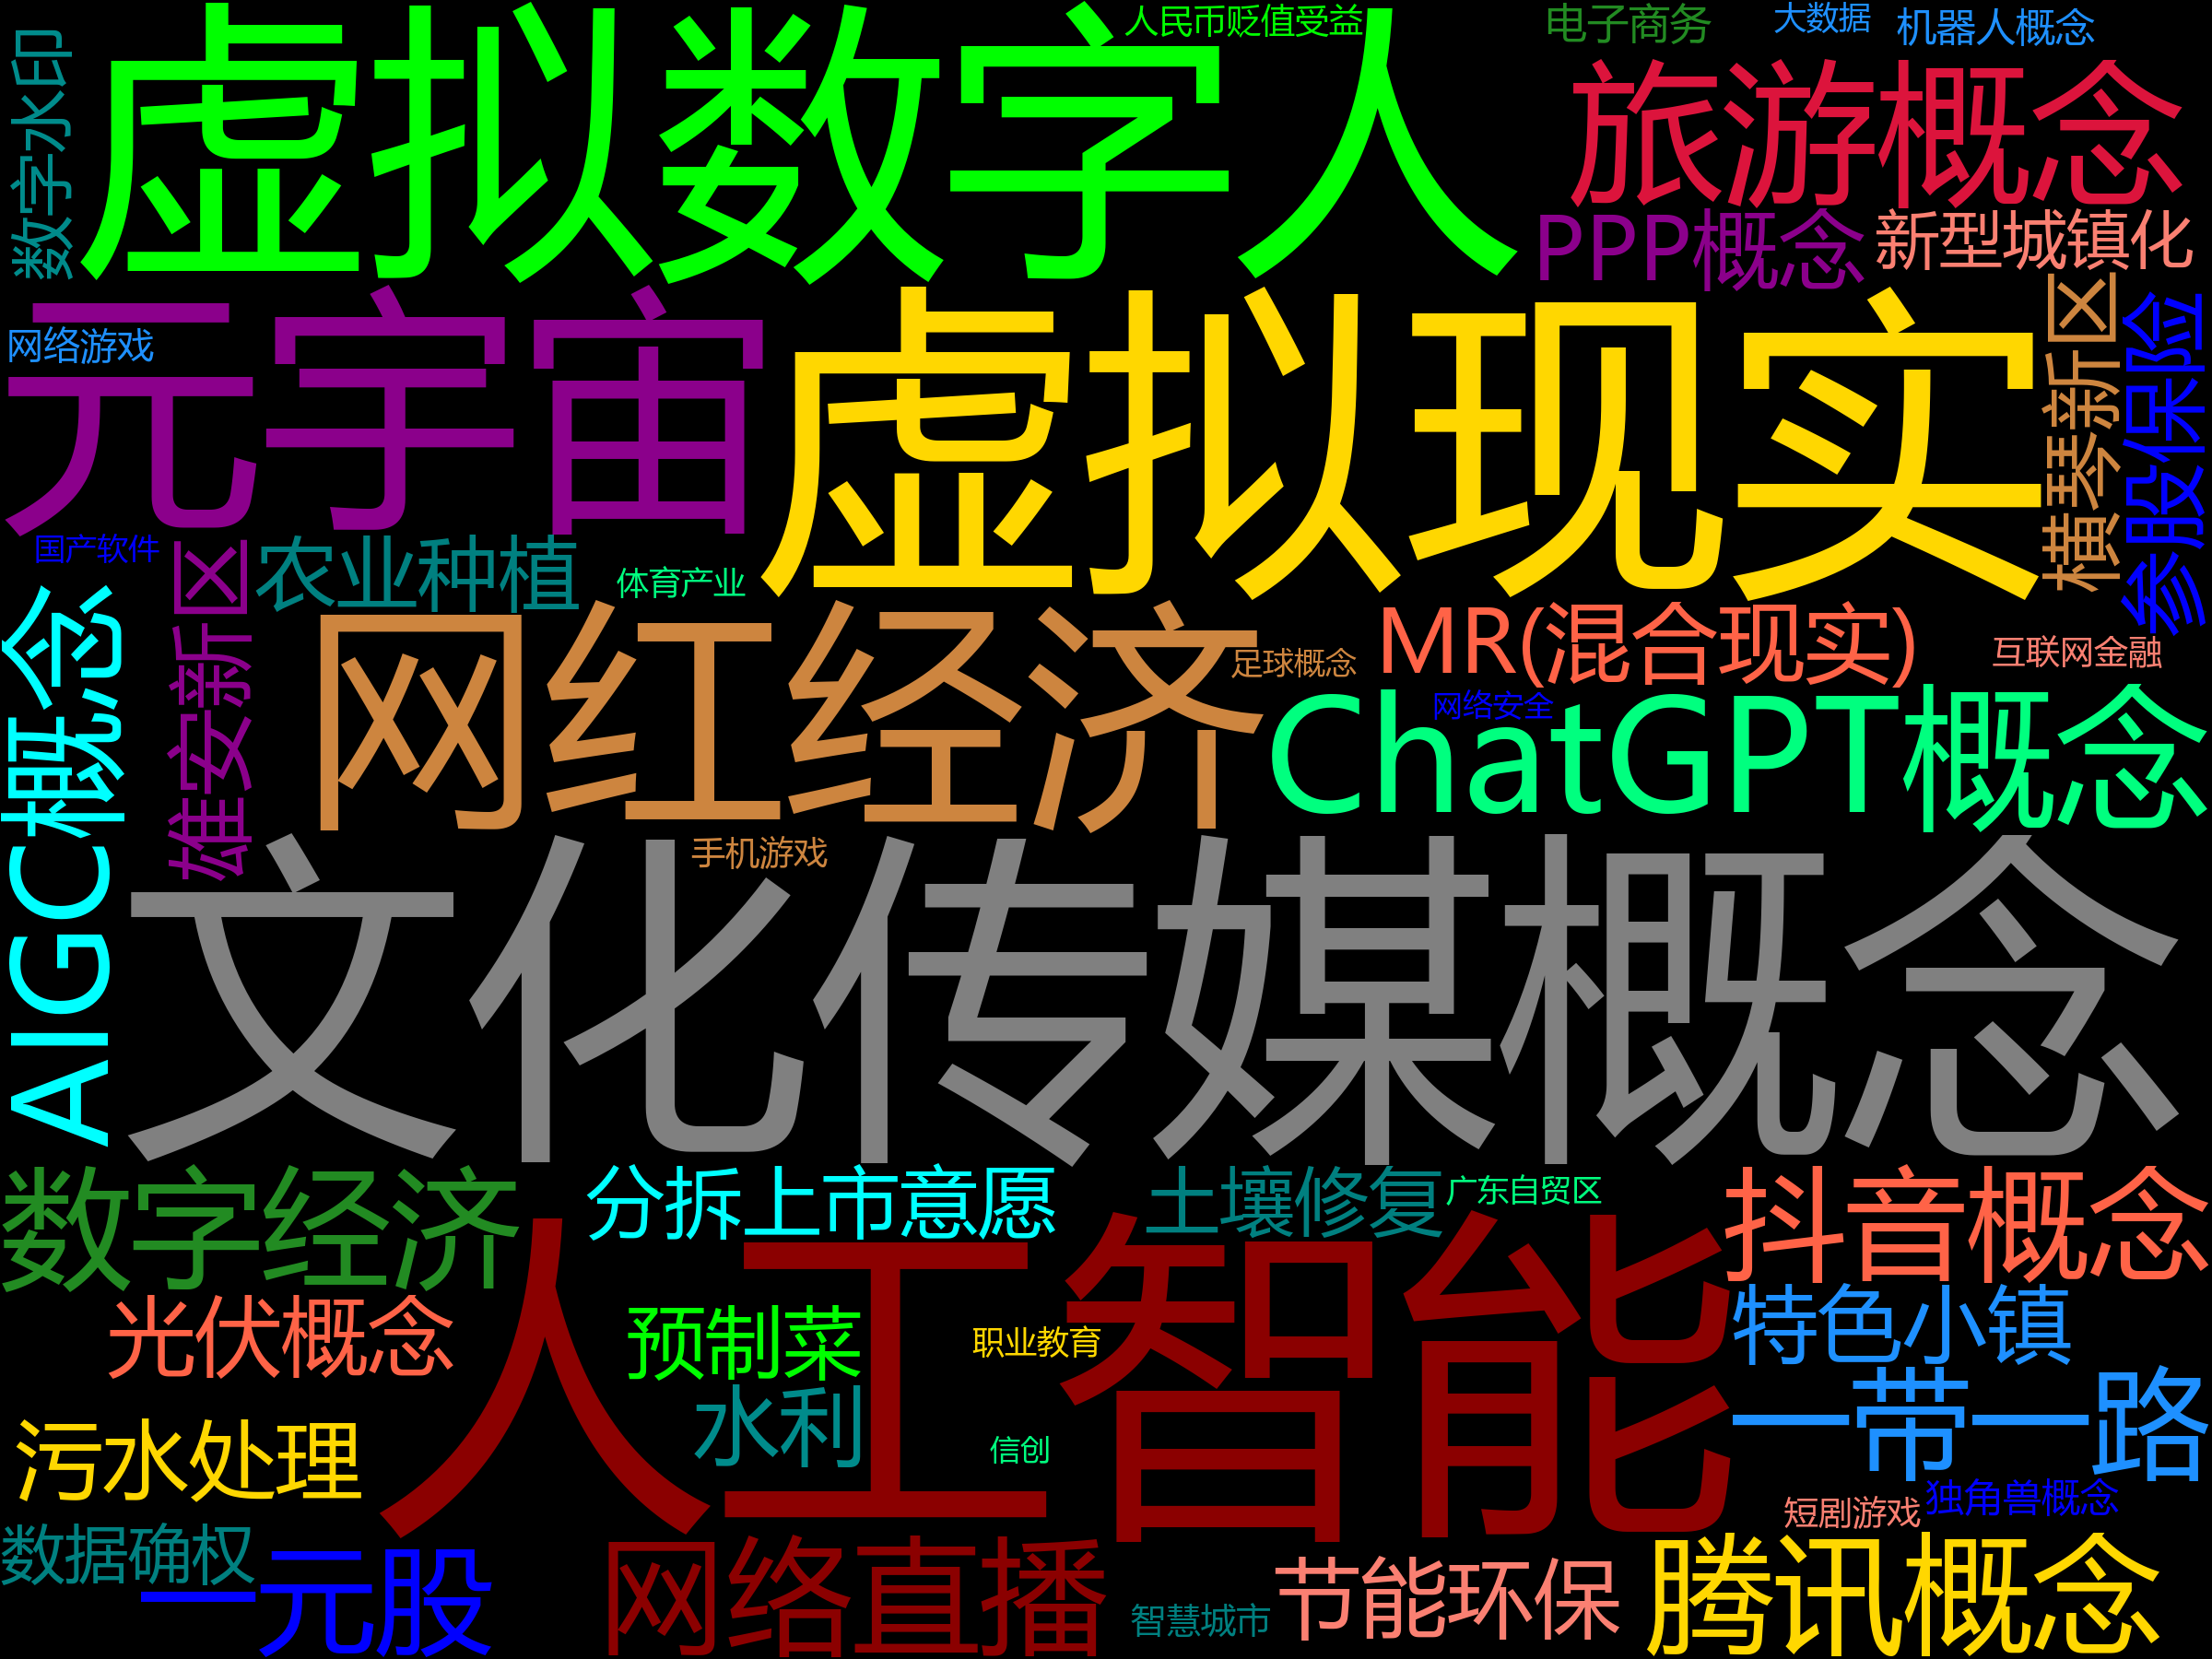 人民币贬值受益
电子商务
大数据
机器人概念
数字水印
虚拟数字人
旅游概念
PPP概念
新型城镇化
元宇宙
网络游戏
虚拟现实
横琴新区
参股保险
国产软件
农业种植
体育产业
雄安新区
AIGC概念
网红经济
足球概念
MR(混合现实)
互联网金融
网络安全
ChatGPT概念
手机游戏
文化传媒概念
数字经济
分拆上市意愿
土壤修复
广东自贸区
抖音概念
人工智能
光伏概念
预制菜
职业教育
特色小镇
水利
一带一路
污水处理
信创
独角兽概念
短剧游戏
数据确权
一元股
网络直播
智慧城市
节能环保
腾讯概念